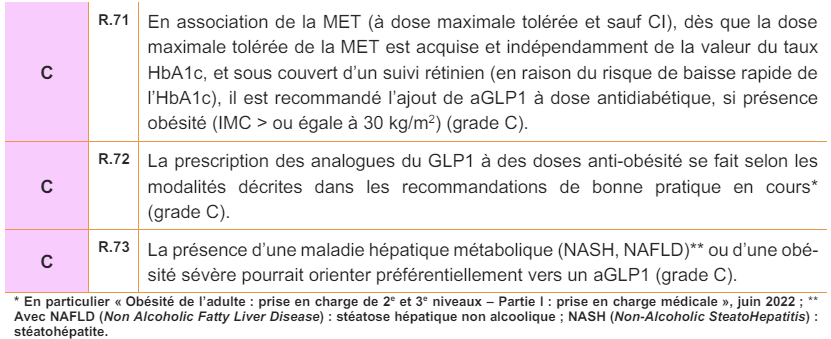 R.71 En association de la MET (à dose maximale tolérée et sauf CI), dès que la dose
maximale tolérée de la MET est acquise et indépendamment de la valeur du taux
C HbA1c, et sous couvert d’un suivi rétinien (en raison du risque de baisse rapide de
l’HbA1c), il est recommandé l’ajout de aGLP1 à dose antidiabétique, si présence
obésité (IMC > ou égale à 30 kg/m²) (grade C).
R.72 La prescription des analogues du GLP1 à des doses anti-obésité se fait selon les
C modalités décrites dans les recommandations de bonne pratique en cours*
(grade C).
R.73 La présence d’une maladie hépatique métabolique (NASH, NAFLD)** ou d’une obé-
C sité sévère pourrait orienter préférentiellement vers un aGLP1 (grade C).
* En particulier « Obésité de l’adulte : prise en charge de 2e et 3e niveaux – Partie I : prise en charge médicale », juin 2022 ; **
Avec NAFLD (Non Alcoholic Fatty Liver Disease) : stéatose hépatique non alcoolique ; NASH (Non-Alcoholic SteatoHepatitis) :
stéatohépatite.